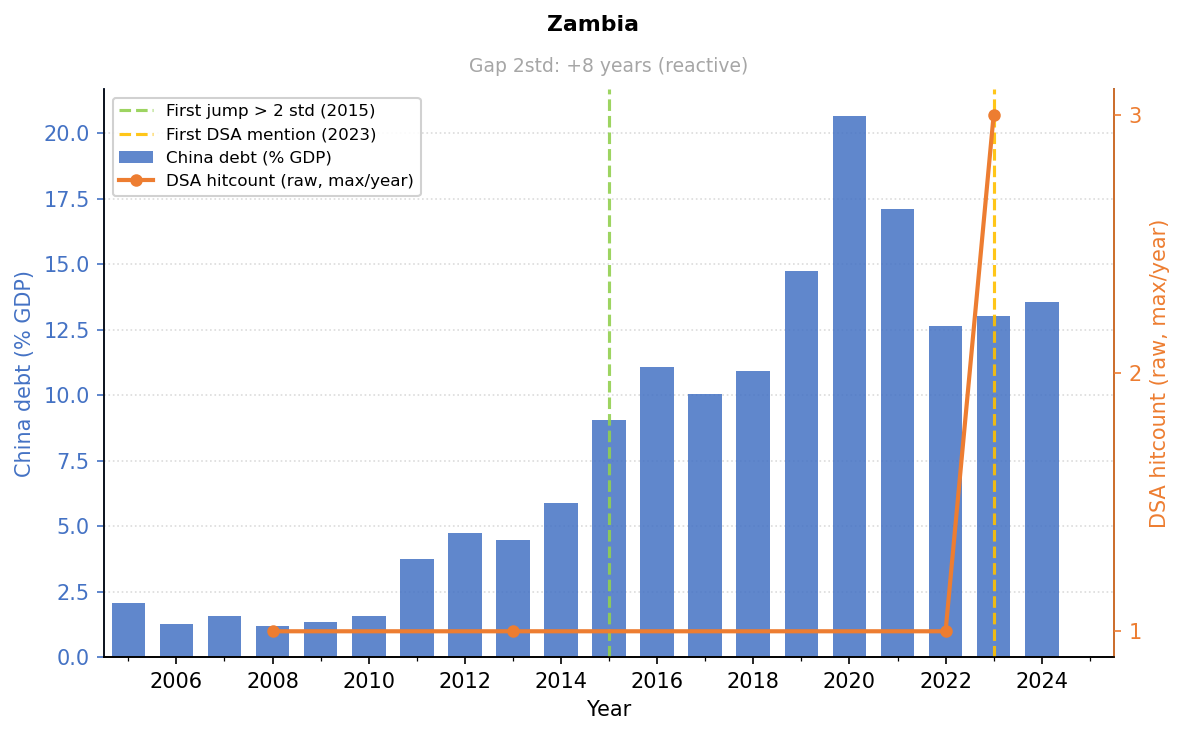 Zambia
Gap 2std: +8 years (reactive)
First jump > 2 std (2015)
First DSA mention (2023)
China debt (% GDP)
DSA hitcount (raw, max/year)
China debt (% GDP)
20.0
17.5
15.0
12.5
10.0
7.5
5.0
2.5
0.0
3
2
1
DSA hitcount (raw, max/year)
2006 2008 2010 2012 2014 2016 2018 2020 2022 2024
Year